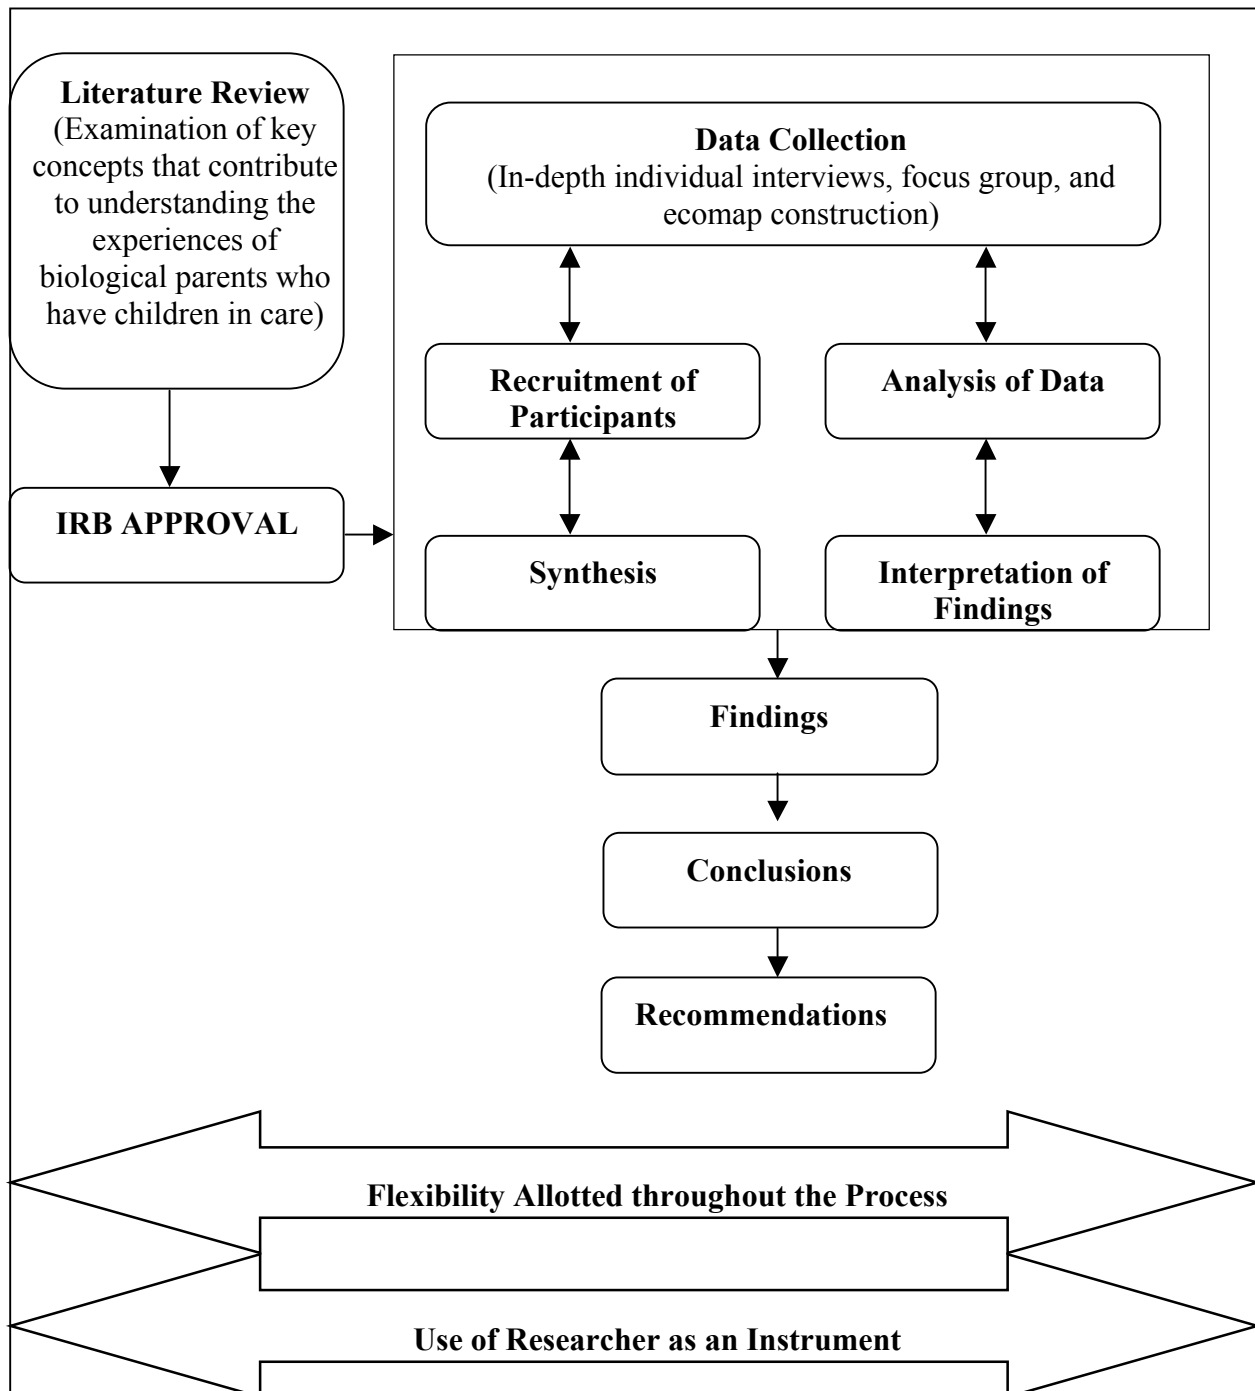 Literature Review
(Examination of key
concepts that contribute
to understanding the
experiences of
biological parents who
have children in care)
IRB APPROVAL
Data Collection
(In-depth individual interviews, focus group, and
ecomap construction)
Recruitment of
Participants
Analysis of Data
Synthesis
Interpretation of
Findings
Findings
Conclusions
Recommendations
Flexibility Allotted throughout the Process
Use of Researcher as an Instrument